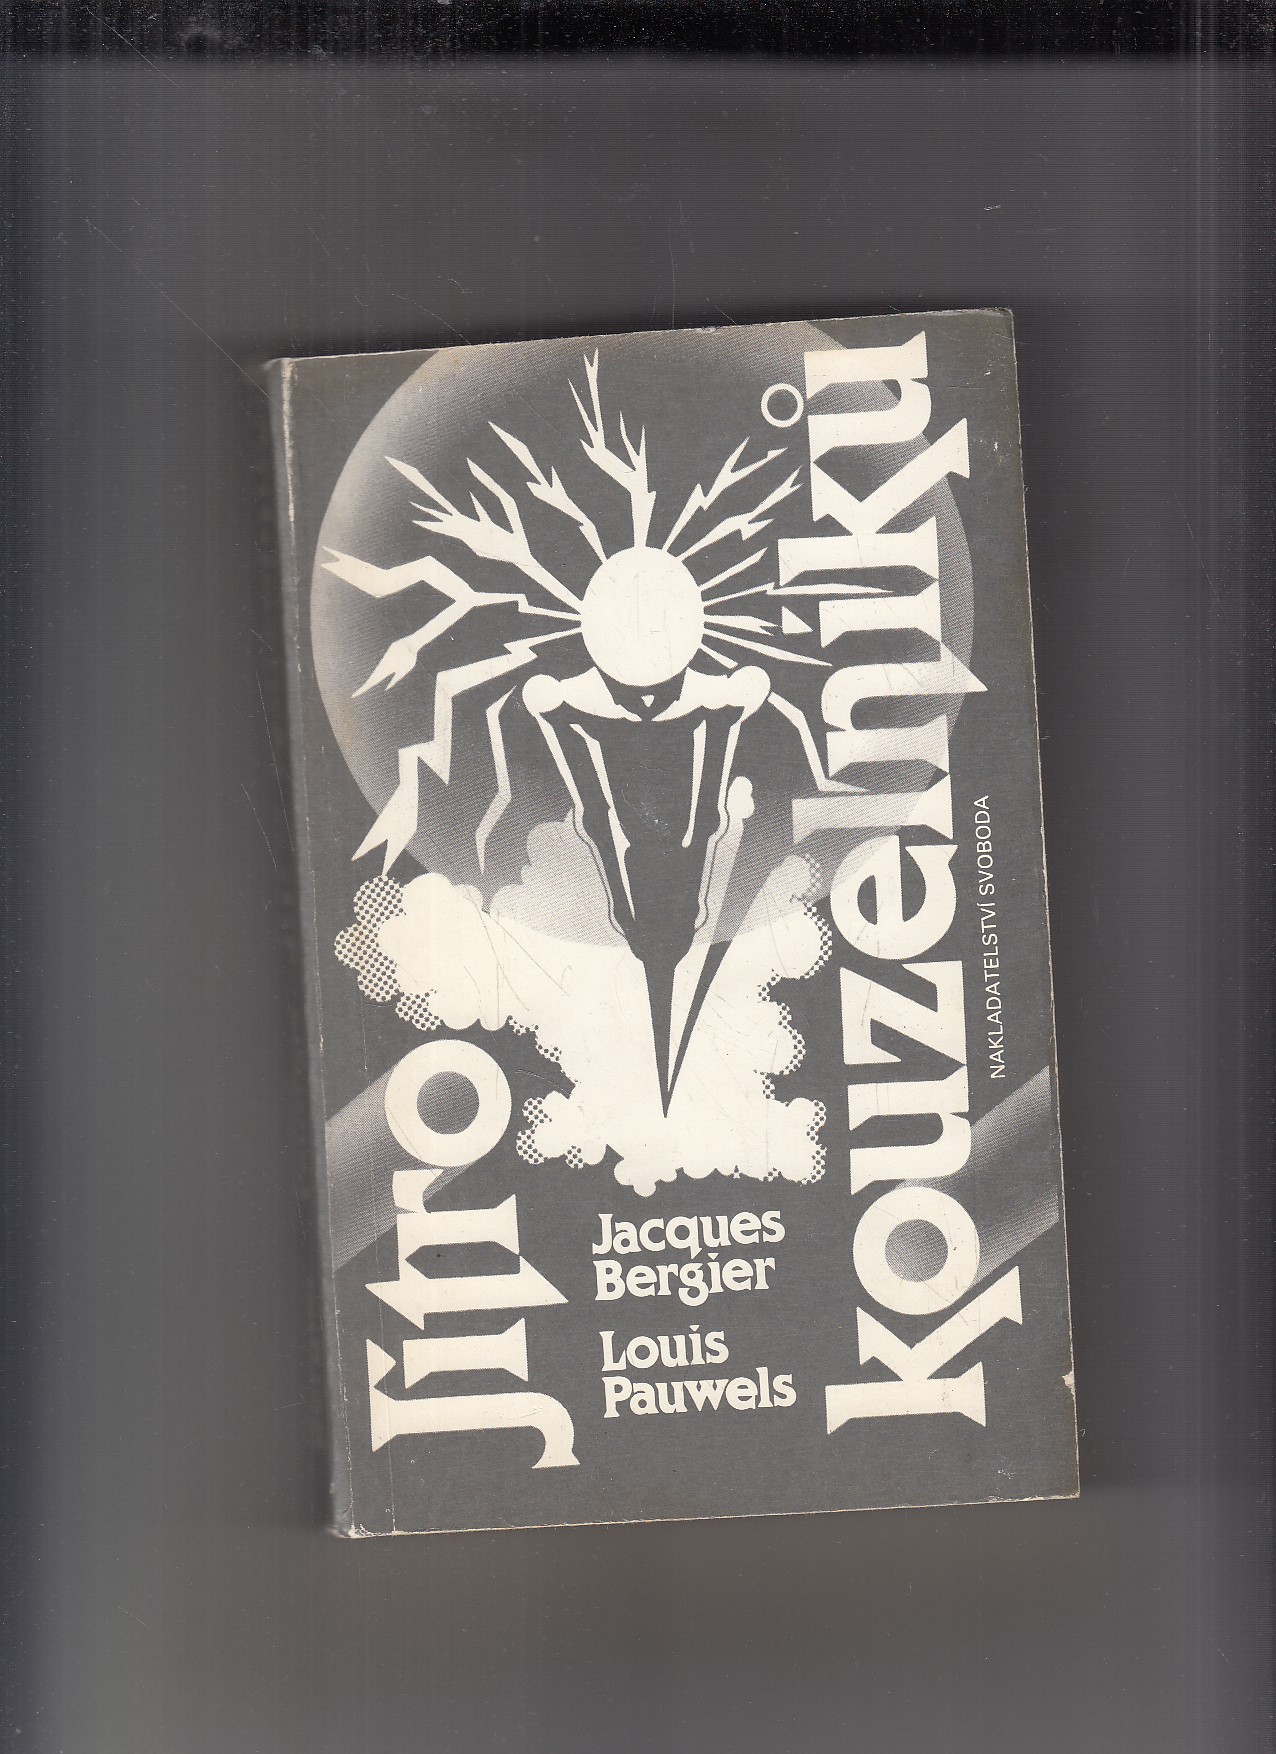 Jitro
kouzelníků
Jacques
Bergier
Louis
Pauwels
NAKLADATELSTVÍ SVOBODA